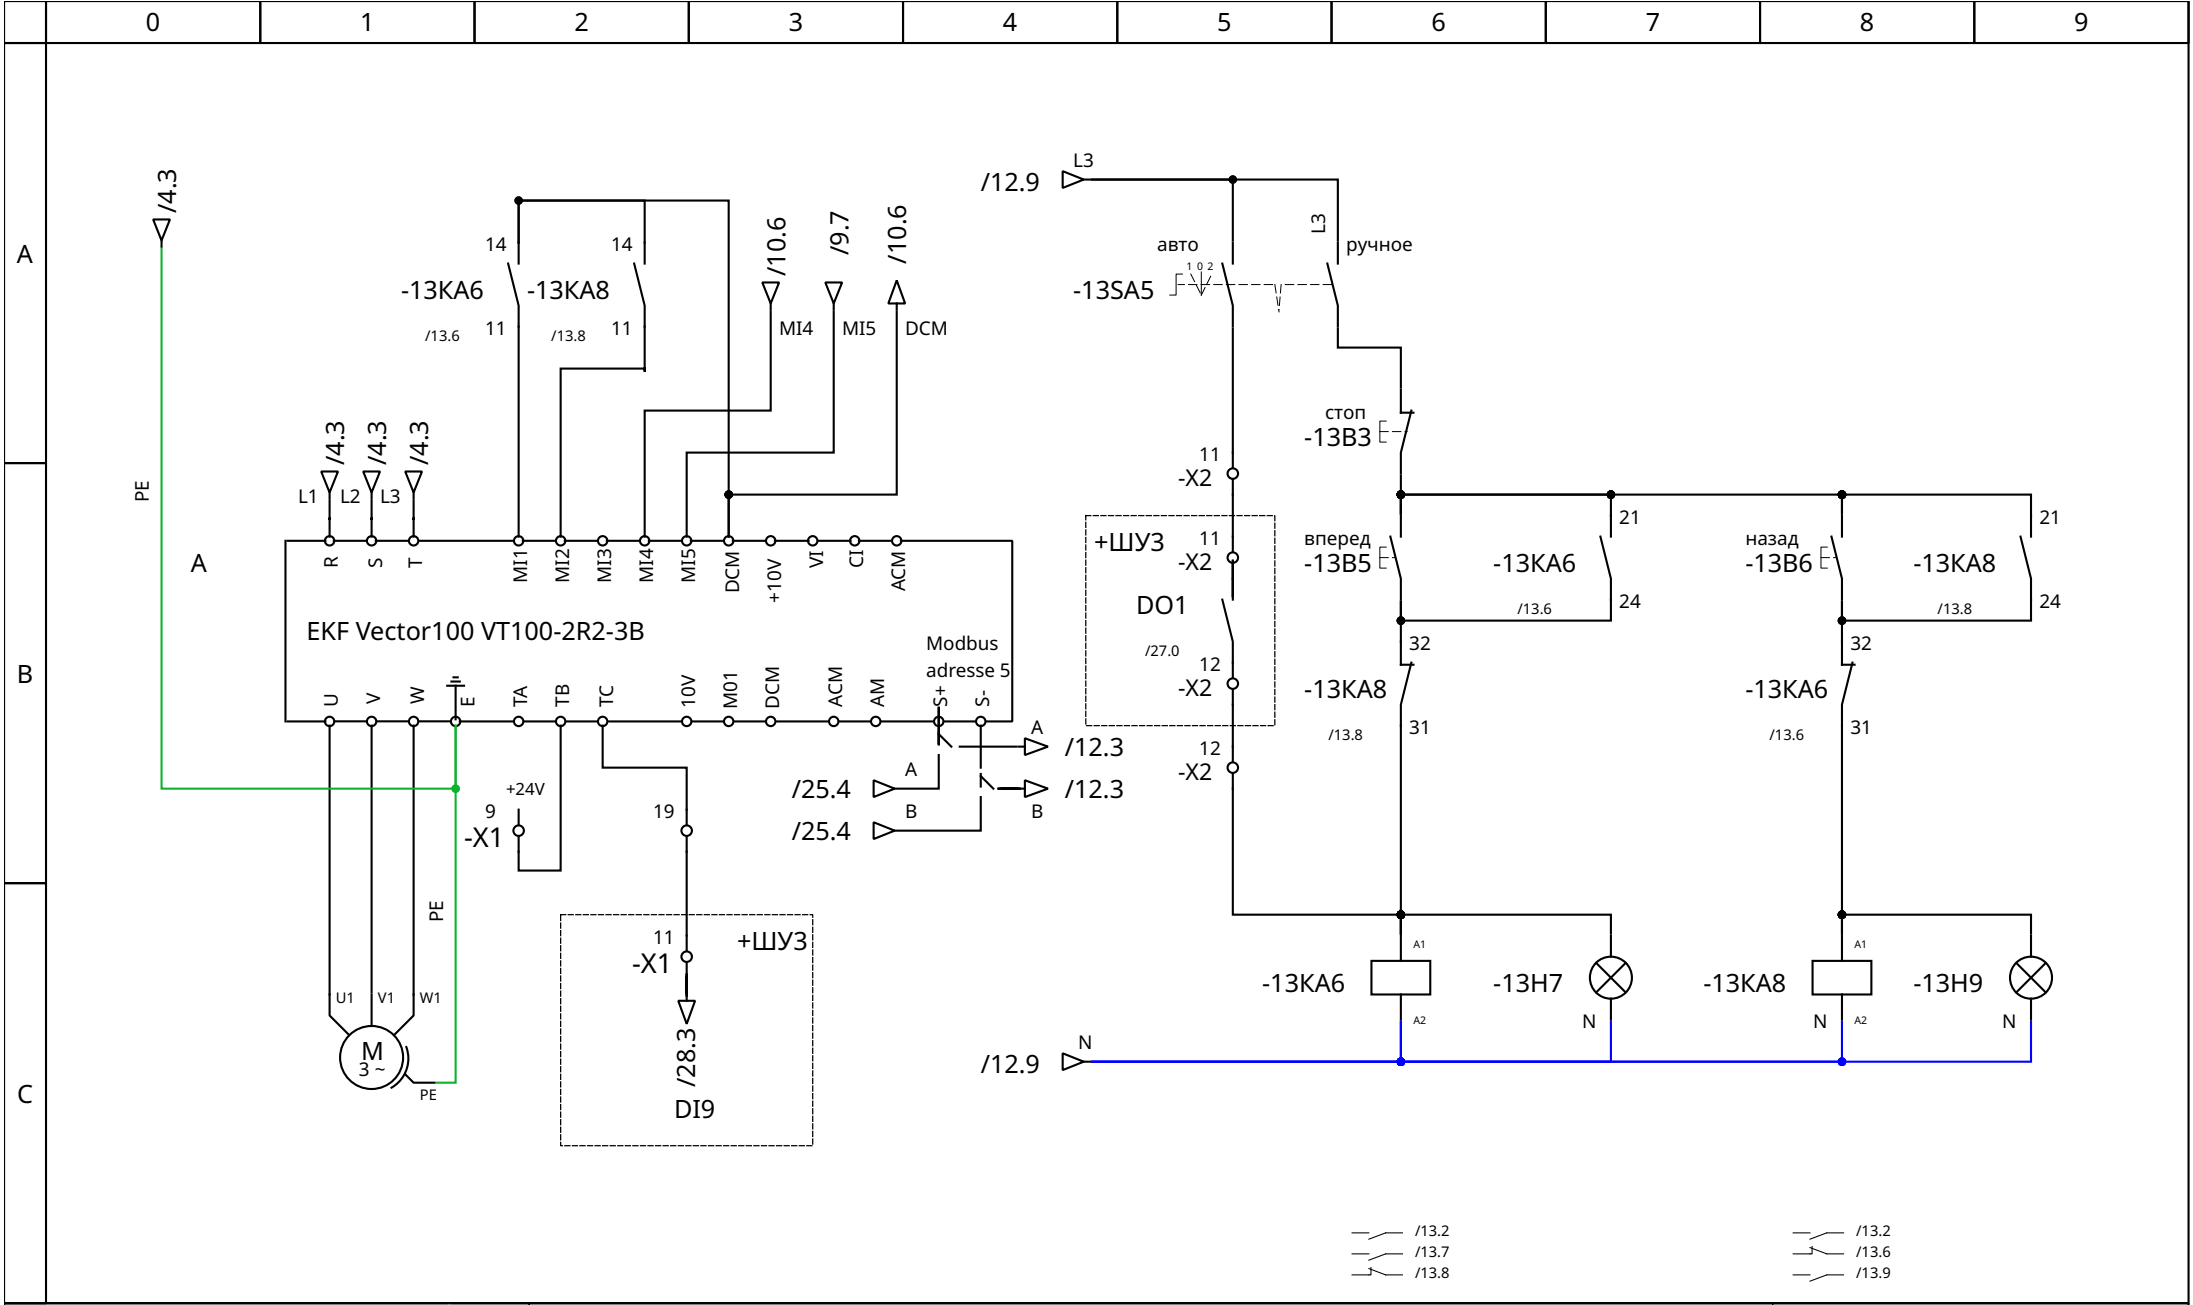 0 1 2 3 4 5 6 7 8 9
A
B
C
/4.3
PE
A
/4.3 /4.3 /4.3
L1 L2 L3
14 14
-13КА6 -13КА8
/13.6 11 /13.8 11
/10.6 /9.7 /10.6
MI4 MI5 DCM
R S T MI1 MI2 MI3 MI4 MI5 DCM +10V VI CI ACM
EKF Vector100 VT100-2R2-3B
Modbus
adresse 5
U V W E TA TB TC 10V M01 DCM ACM AM S+ S-
A
/12.3
A
/25.4
/12.3
B
B
/25.4
+24V
9
-X1
19
PE
U1 V1 W1
M
3 ~
PE
+ШУ3
11
-X1
/28.3
DI9
/12.9
L3
L3
авто
ручное
1 0 2
-13SA5
стоп
-13B3
11
-X2
+ШУ3
11
-X2
DO1
/27.0
12
-X2
12
-X2
вперед
-13B5
21
-13КА6
/13.6
24
назад
-13B6
21
-13КА8
/13.8
24
32
-13КА8
/13.8
31
32
-13КА6
/13.6
31
A1
-13КА6
A2
-13H7
N
A1
-13КА8
N
A2
-13H9
N
/12.9
N
/13.2
/13.7
/13.8
/13.2
/13.6
/13.9